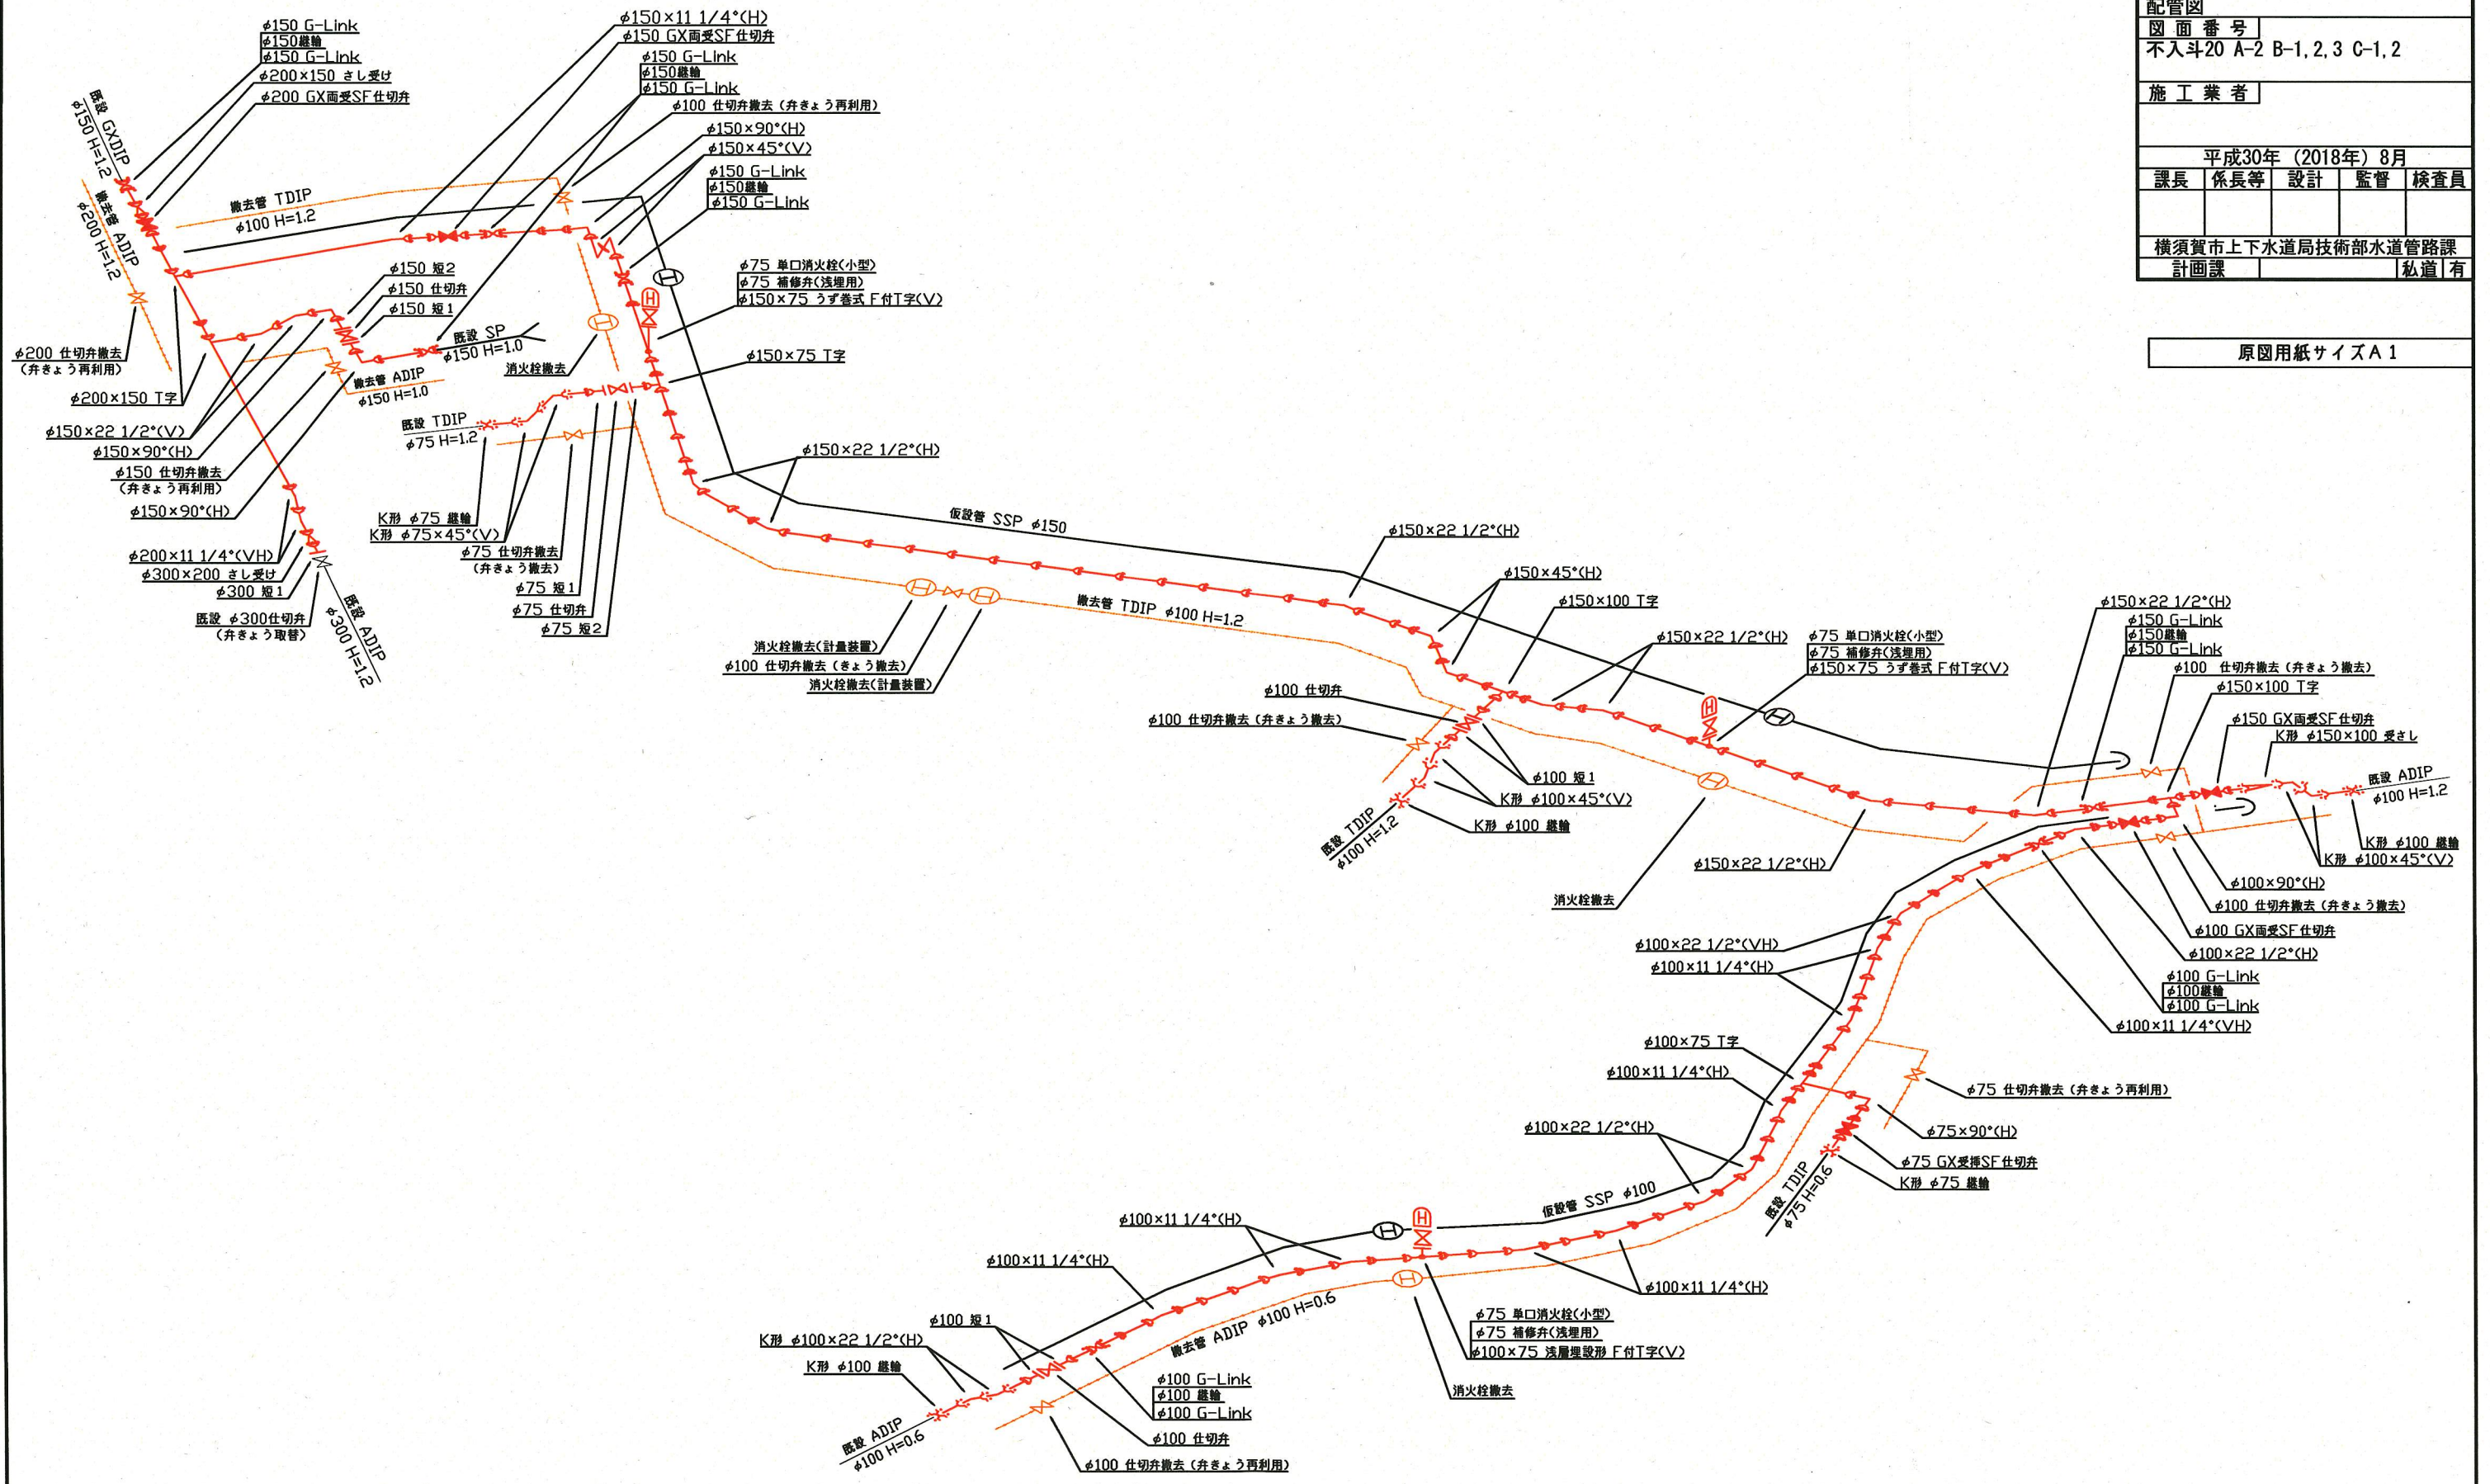 配管図
図面番号
不入斗20 A-2 B-1,2,3 C-1,2
施工業者
平成30年（2018年）8月
課長 係長等 設計 監督 検査員
横須賀市上下水道局技術部水道管路課
計画課 私道 有
原図用紙サイズA1
φ150 G-Link
φ150継輪
φ150 G-Link
φ200×150 さし受け
φ200 GX両受SF仕切弁
φ150×11 1/4°(H)
φ150 GX両受SF仕切弁
φ150 G-Link
φ150継輪
φ150 G-Link
φ100 仕切弁撤去（弁きょう再利用）
φ150×90°(H)
φ150×45°(V)
φ150 G-Link
φ150継輪
φ150 G-Link
既設 GXDIP
φ150 H=1.2
撤去管 ADIP
φ200 H=1.2
撤去管 TDIP
φ100 H=1.2
φ75 単口消火栓(小型)
φ75 補修弁(浅埋用)
φ150×75 うず巻式 F付T字(V)
φ150 短2
φ150 仕切弁
φ150 短1
既設 SP
φ150 H=1.0
消火栓撤去
φ150×75 T字
φ200 仕切弁撤去
（弁きょう再利用）
φ200×150 T字
撤去管 ADIP
φ150 H=1.0
φ150×22 1/2°(V)
φ150×90°(H)
φ150 仕切弁撤去
（弁きょう再利用）
φ150×90°(H)
既設 TDIP
φ75 H=1.2
φ150×22 1/2°(H)
K形 φ75 継輪
K形 φ75×45°(V)
φ75 仕切弁撤去
（弁きょう撤去）
φ75 短1
φ75 仕切弁
φ75 短2
φ200×11 1/4°(VH)
φ300×200 さし受け
φ300 短1
既設 φ300仕切弁
（弁きょう取替）
既設 ADIP
φ300 H=1.2
仮設管 SSP φ150
φ150×22 1/2°(H)
φ150×45°(H)
φ150×100 T字
撤去管 TDIP φ100 H=1.2
消火栓撤去(計量装置)
φ100 仕切弁撤去（きょう撤去）
消火栓撤去(計量装置)
φ150×22 1/2°(H)
φ75 単口消火栓(小型)
φ75 補修弁(浅埋用)
φ150×75 うず巻式 F付T字(V)
φ100 仕切弁
φ100 仕切弁撤去（弁きょう撤去）
φ100 短1
K形 φ100×45°(V)
K形 φ100 継輪
既設 TDIP
φ100 H=1.2
φ150×22 1/2°(H)
消火栓撤去
φ150×22 1/2°(H)
φ150 G-Link
φ150継輪
φ150 G-Link
φ100 仕切弁撤去（弁きょう撤去）
φ150×100 T字
φ150 GX両受SF仕切弁
K形 φ150×100 受さし
既設 ADIP
φ100 H=1.2
K形 φ100 継輪
K形 φ100×45°(V)
φ100×90°(H)
φ100 仕切弁撤去（弁きょう撤去）
φ100 GX両受SF仕切弁
φ100×22 1/2°(H)
φ100 G-Link
φ100継輪
φ100 G-Link
φ100×11 1/4°(VH)
φ100×22 1/2°(VH)
φ100×11 1/4°(H)
φ100×75 T字
φ100×11 1/4°(H)
φ75 仕切弁撤去（弁きょう再利用）
φ75×90°(H)
φ75 GX受挿SF仕切弁
K形 φ75 継輪
既設 TDIP
φ75 H=0.6
φ100×22 1/2°(H)
仮設管 SSP φ100
φ100×11 1/4°(H)
φ100×11 1/4°(H)
φ100×11 1/4°(H)
φ75 単口消火栓(小型)
φ75 補修弁(浅埋用)
φ100×75 浅層埋設形 F付T字(V)
消火栓撤去
撤去管 ADIP φ100 H=0.6
φ100 短1
K形 φ100×22 1/2°(H)
K形 φ100 継輪
φ100 G-Link
φ100 継輪
φ100 G-Link
φ100 仕切弁
φ100 仕切弁撤去（弁きょう再利用）
既設 ADIP
φ100 H=0.6